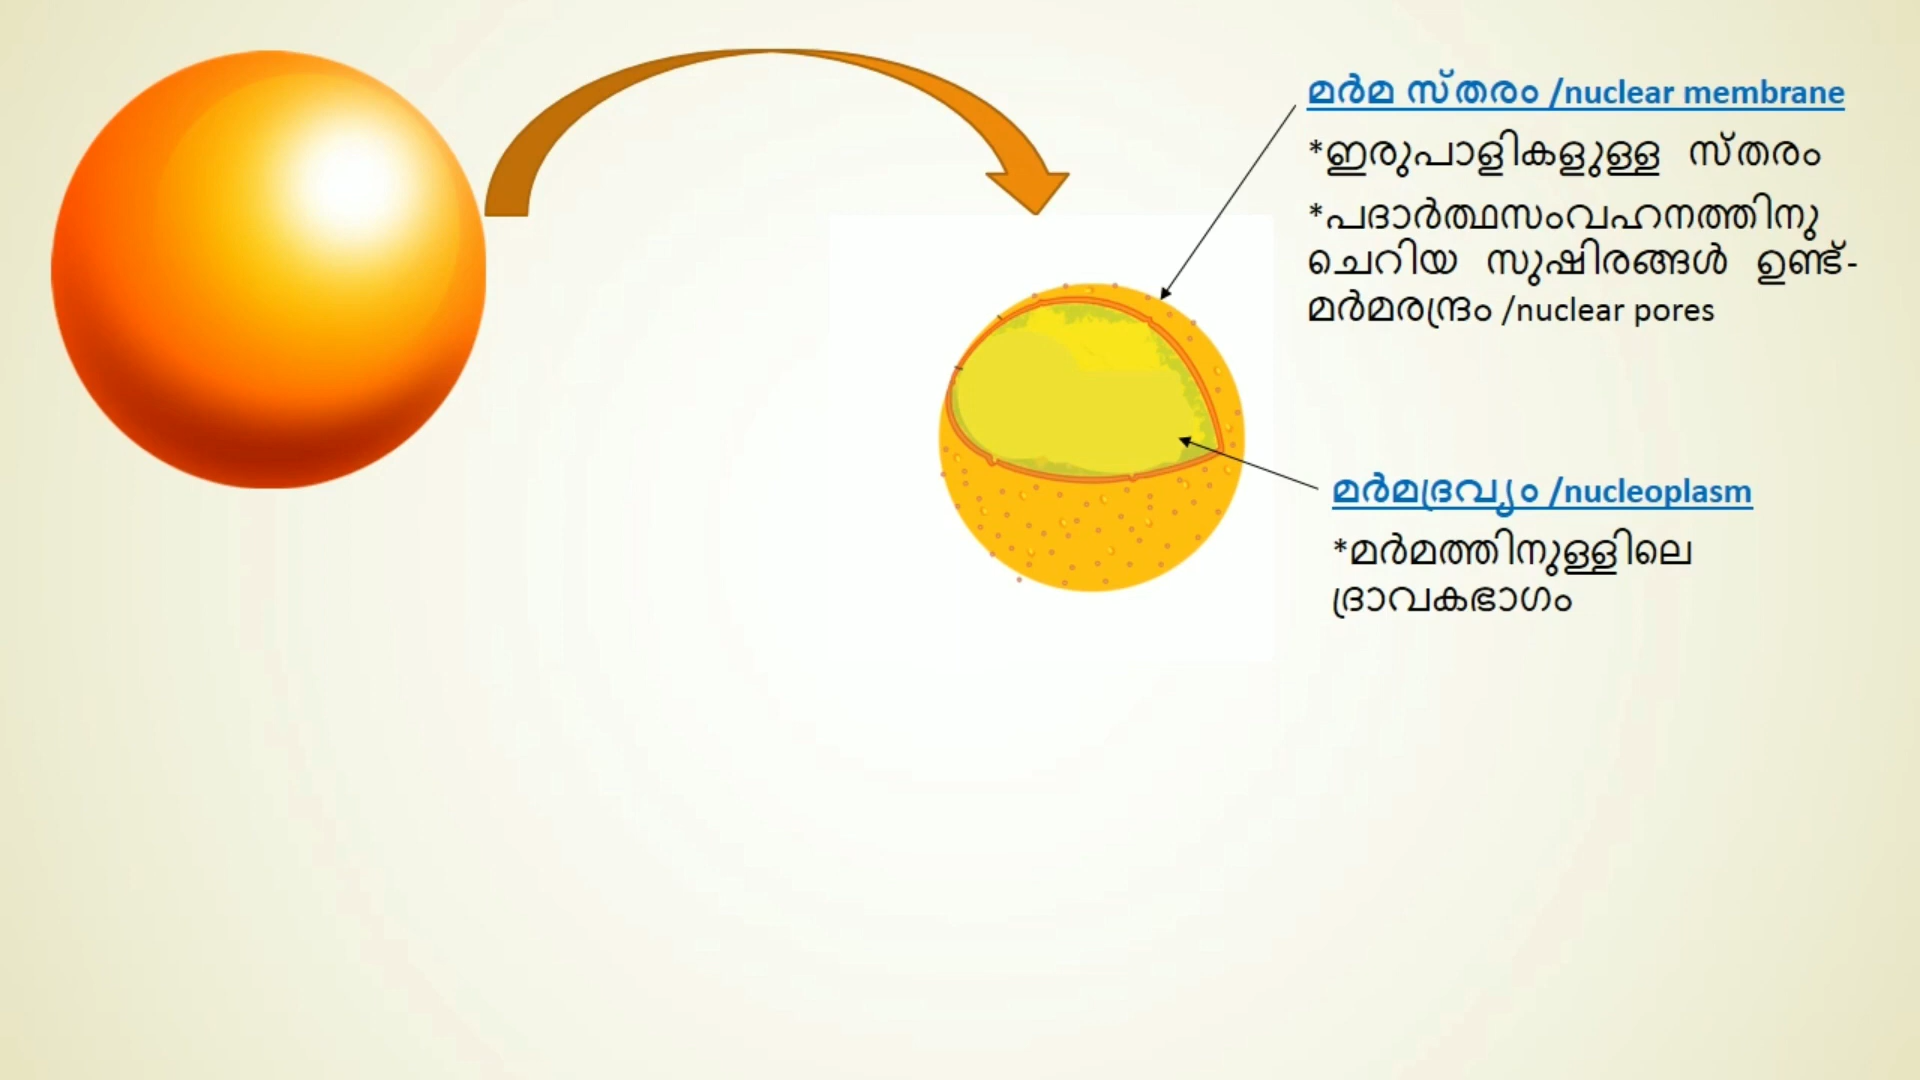 മർമ സ്തരം /nuclear membrane
*ഇരുപാളികളുള്ള സ്തരം
*പദാർത്ഥസംവഹനത്തിനു
ചെറിയ സുഷിരങ്ങൾ ഉണ്ട്-
മർമരന്ധ്രം /nuclear pores
മർമദ്രവ്യം /nucleoplasm
*മർമത്തിനുള്ളിലെ
ദ്രാവകഭാഗം